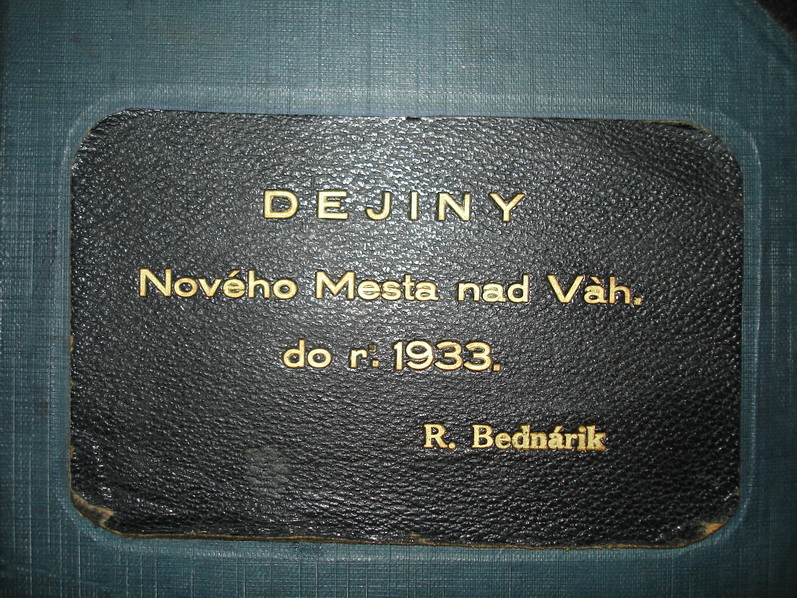 DEJINY
Nového Mesta nad Vàh.
do r. 1933.
R. Bednárik